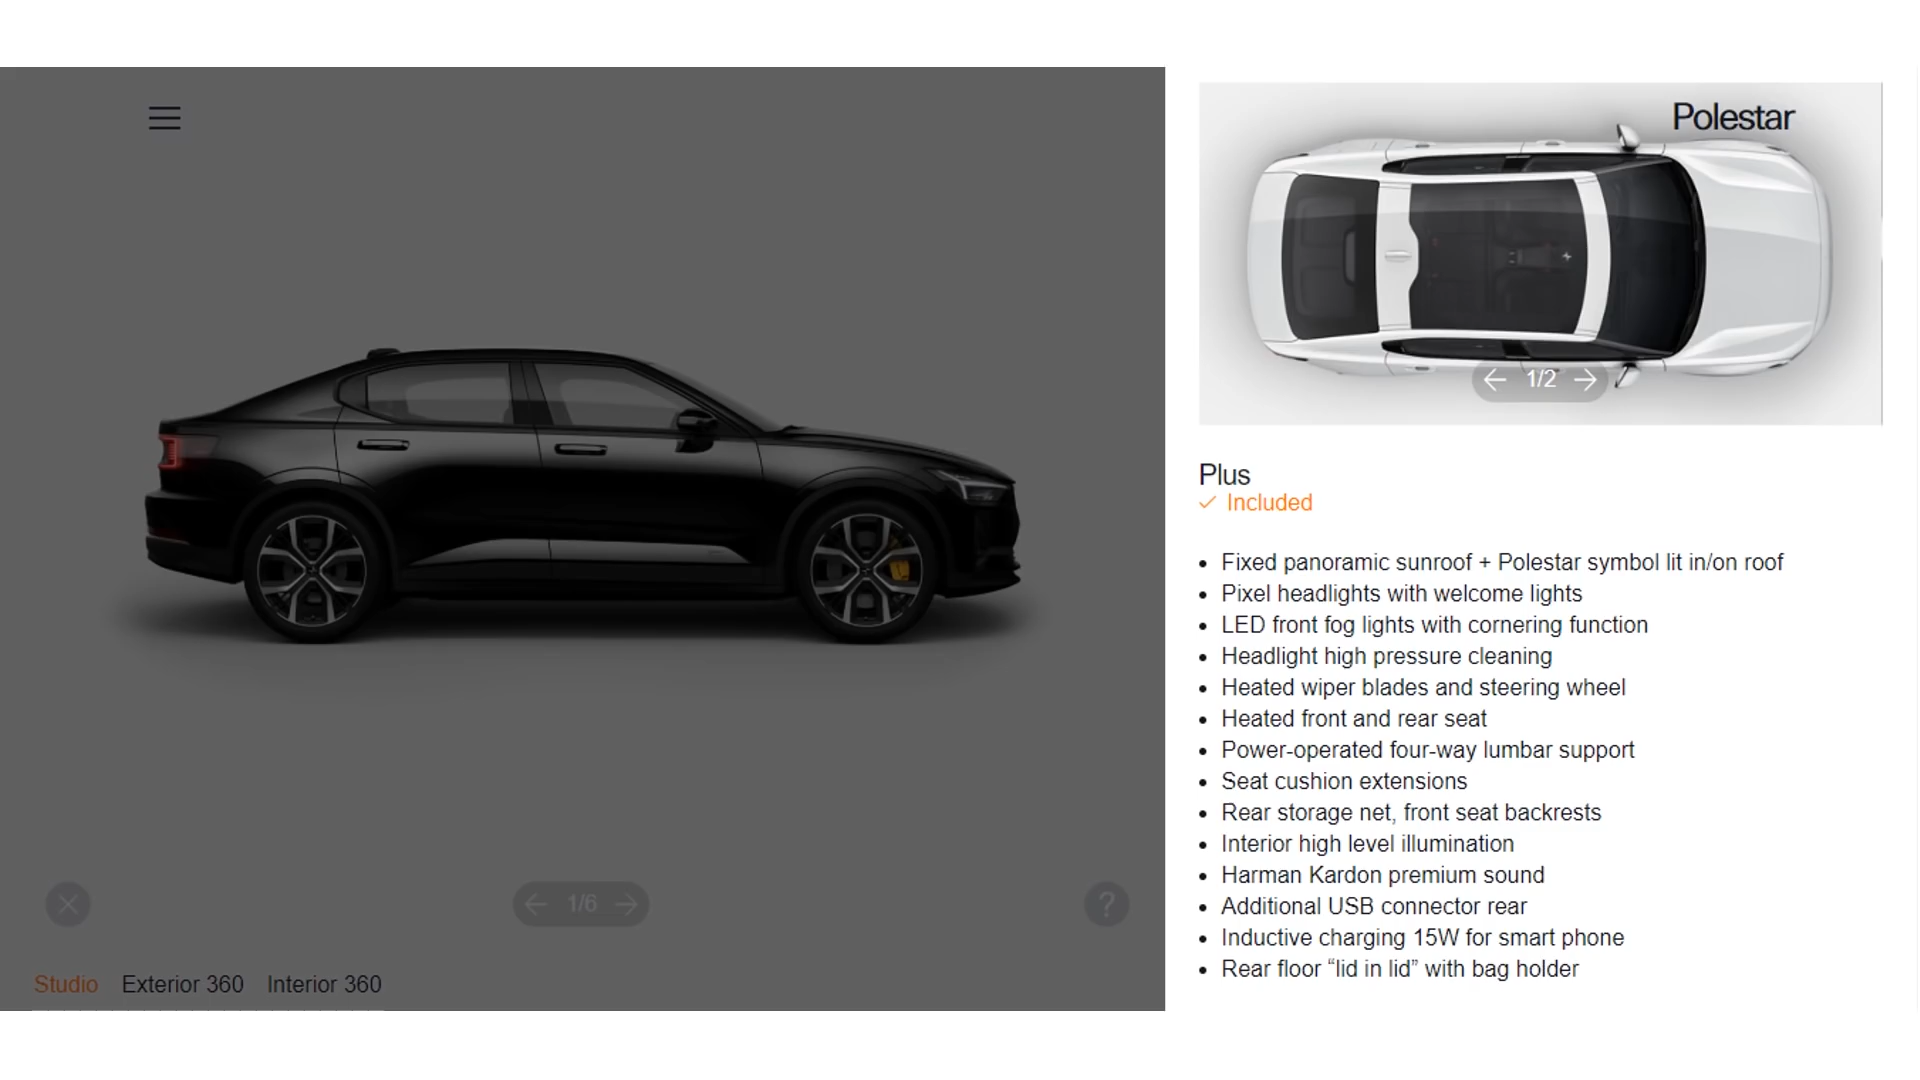 Polestar
1/2
Plus
Included
Fixed panoramic sunroof + Polestar symbol lit in/on roof
Pixel headlights with welcome lights
LED front fog lights with cornering function
Headlight high pressure cleaning
Heated wiper blades and steering wheel
Heated front and rear seat
Power-operated four-way lumbar support
Seat cushion extensions
Rear storage net, front seat backrests
Interior high level illumination
Harman Kardon premium sound
Additional USB connector rear
Inductive charging 15W for smart phone
Rear floor “lid in lid” with bag holder
1/6
?
Studio Exterior 360 Interior 360